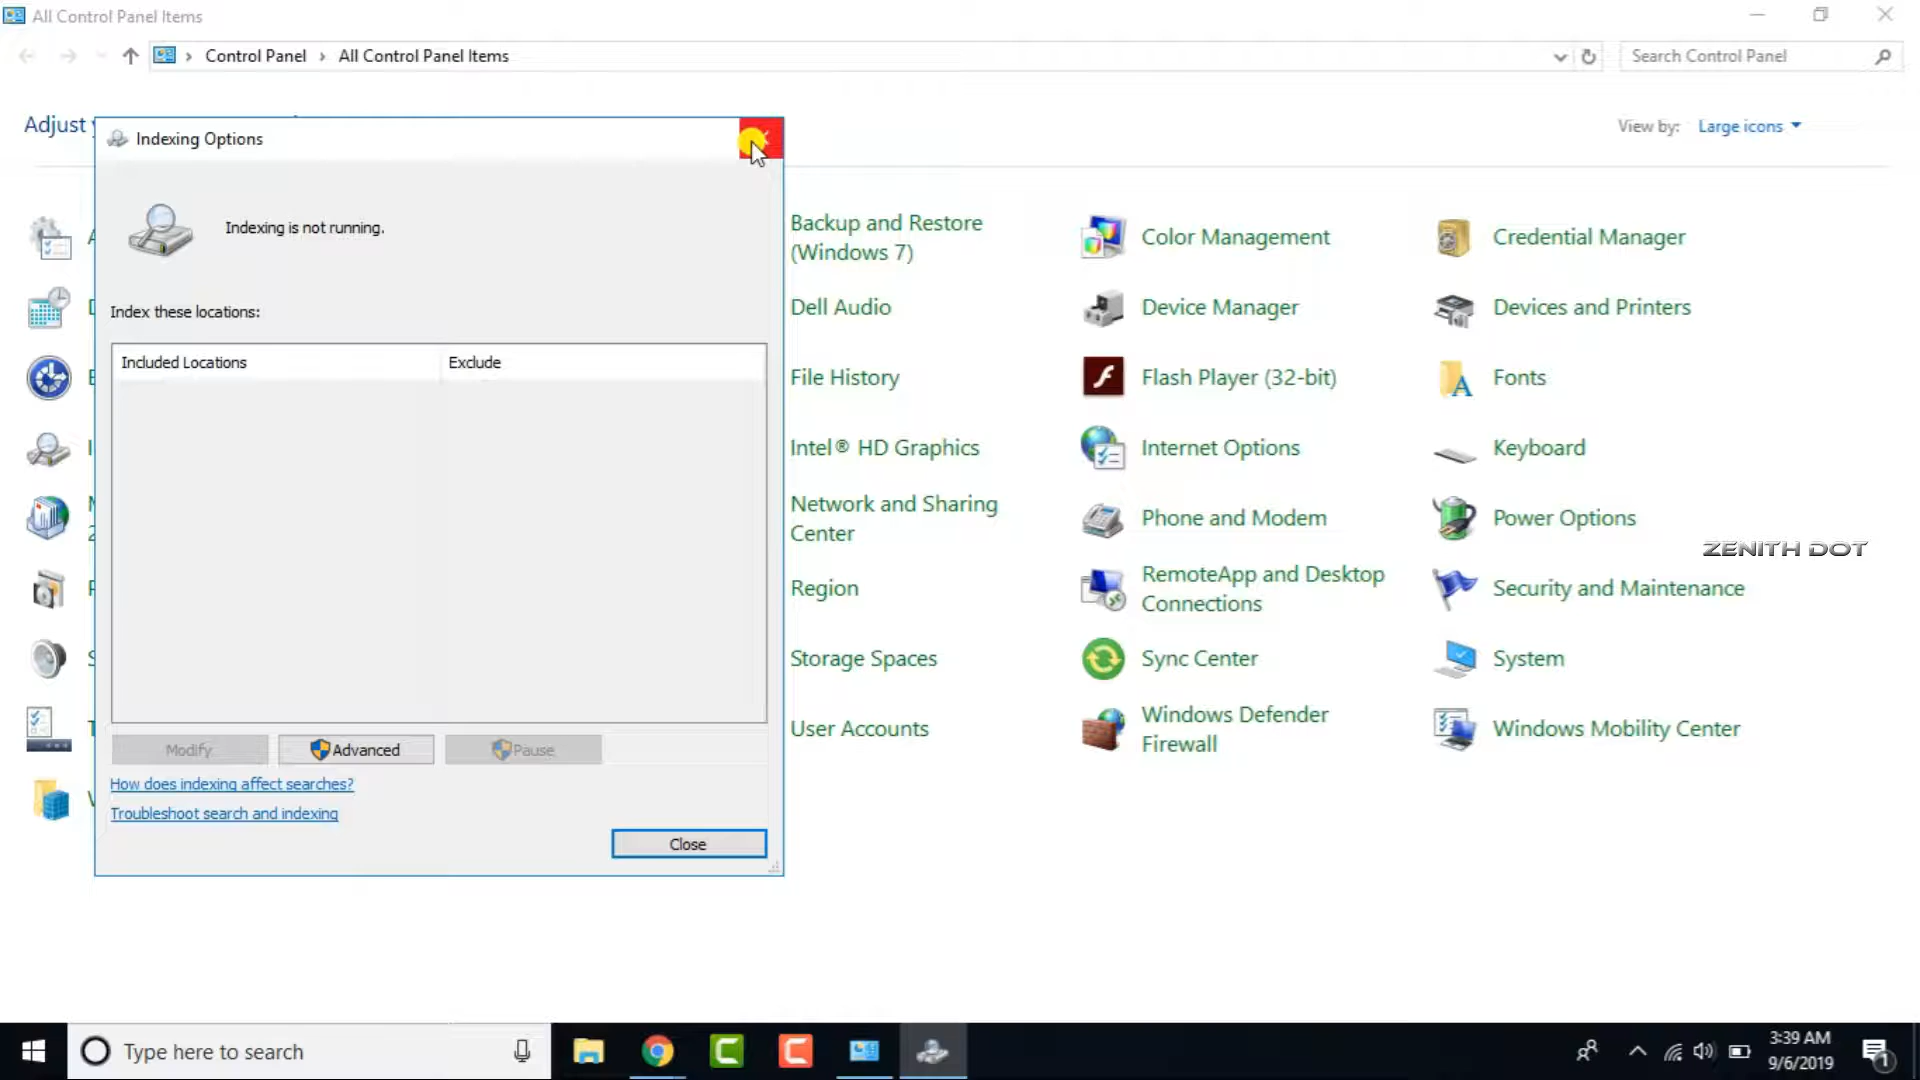 All Control Panel Items
Control Panel
All Control Panel Items
Search Control Panel
Adjust
View by:
Large icons
Indexing Options
Indexing is not running.
Index these locations:
Included Locations
Exclude
Modify
Advanced
Pause
How does indexing affect searches?
Troubleshoot search and indexing
Close
Backup and Restore
(Windows 7)
Color Management
Credential Manager
Dell Audio
Device Manager
Devices and Printers
File History
Flash Player (32-bit)
Fonts
Intel® HD Graphics
Internet Options
Keyboard
Network and Sharing
Center
Phone and Modem
Power Options
ZENITH DOT
Region
RemoteApp and Desktop
Connections
Security and Maintenance
Storage Spaces
Sync Center
System
User Accounts
Windows Defender
Firewall
Windows Mobility Center
Type here to search
3:39 AM
9/6/2019
1